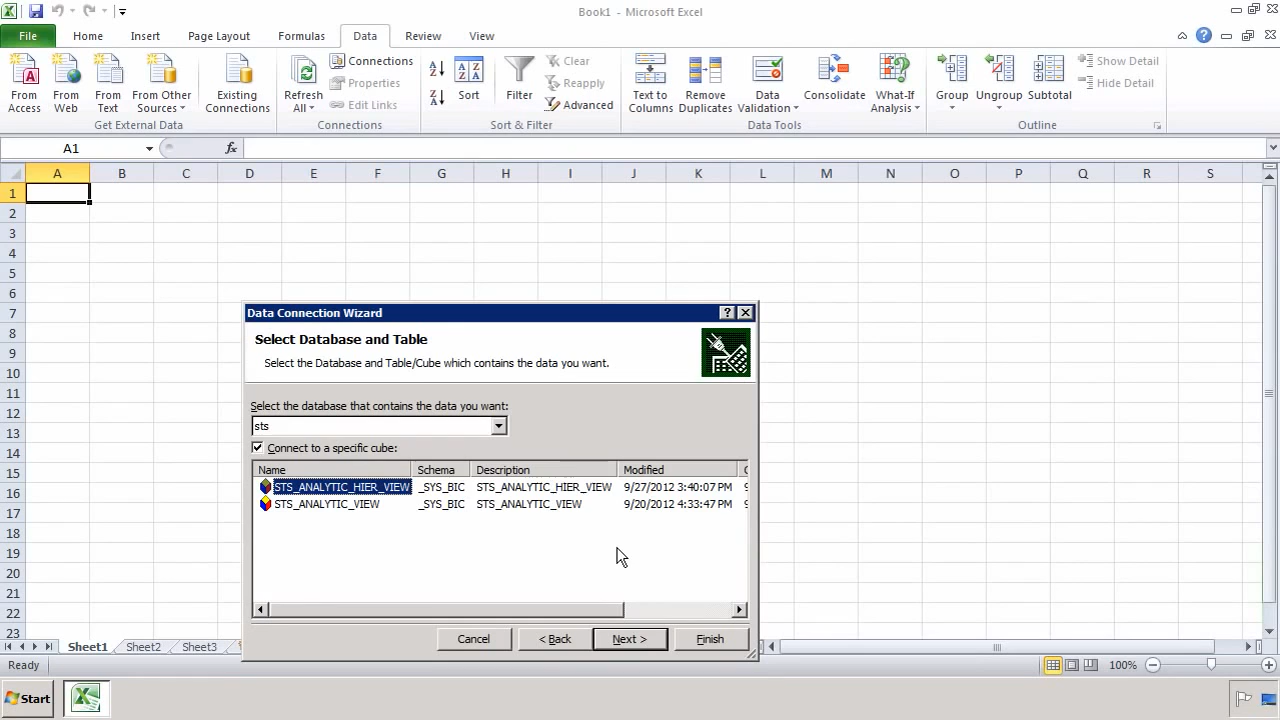 Book1 - Microsoft Excel
File Home Insert Page Layout Formulas Data Review View
From Access
From Web
From Text
From Other Sources
Existing Connections
Get External Data
Refresh All
Connections
Properties
Edit Links
Connections
Sort
Filter
Clear
Reapply
Advanced
Sort & Filter
Text to Columns
Remove Duplicates
Data Validation
Consolidate
What-If Analysis
Data Tools
Group
Ungroup
Subtotal
Show Detail
Hide Detail
Outline
A1 fx
A B C D E F G H I J K L M N O P Q R S
1
2
3
4
5
6
7
8
9
10
11
12
13
14
15
16
17
18
19
20
21
22
23
Data Connection Wizard
Select Database and Table
Select the Database and Table/Cube which contains the data you want.
Select the database that contains the data you want:
sts
Connect to a specific cube:
Name Schema Description Modified
STS_ANALYTIC_HIER_VIEW _SYS_BIC STS_ANALYTIC_HIER_VIEW 9/27/2012 3:40:07 PM 9
STS_ANALYTIC_VIEW _SYS_BIC STS_ANALYTIC_VIEW 9/20/2012 4:33:47 PM 9
Cancel < Back Next > Finish
Sheet1 Sheet2 Sheet3
Ready 100%
Start